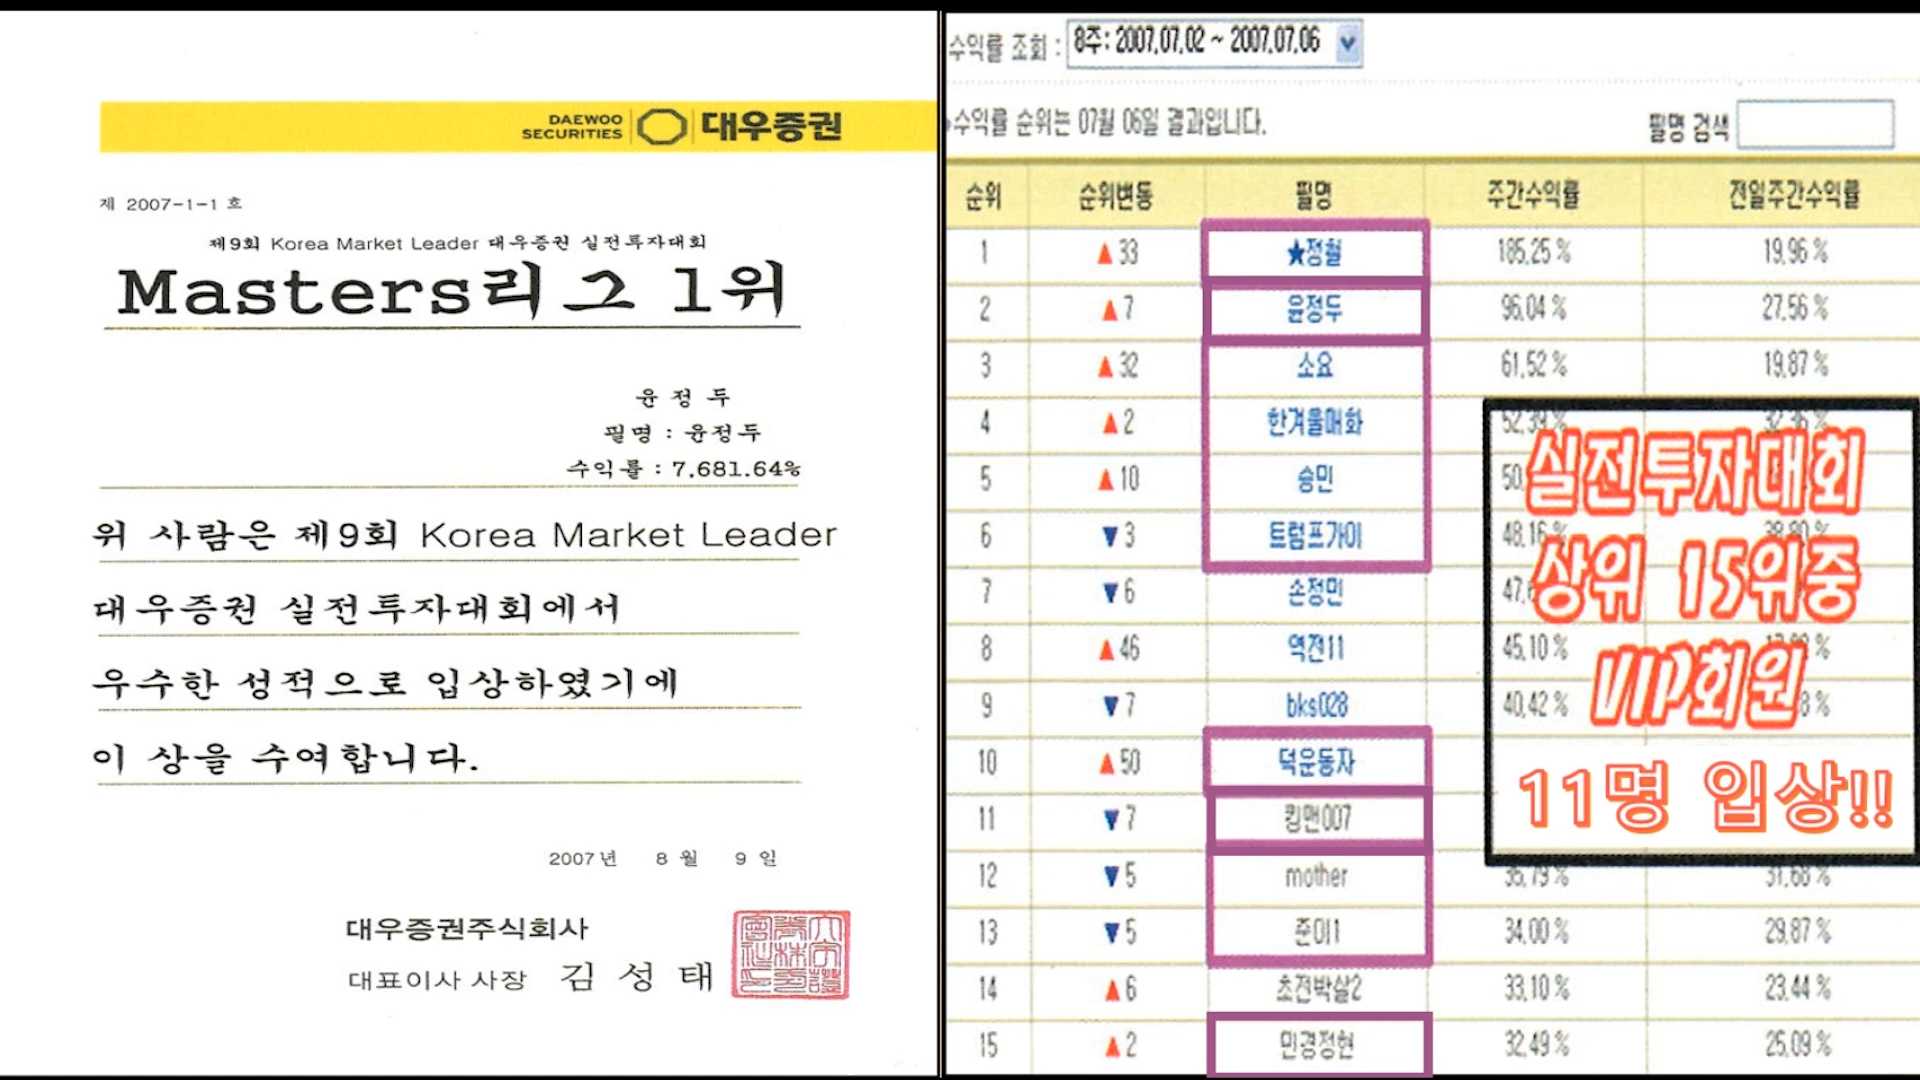 DAEWOO
SECURITIES
대우증권
제 2007-1-1 호
제9회 Korea Market Leader 대우증권 실전투자대회
Masters리그 1위
윤 정 두
필명 : 윤정두
수익률 : 7,681.64%
위 사람은 제9회 Korea Market Leader
대우증권 실전투자대회에서
우수한 성적으로 입상하였기에
이 상을 수여합니다.
2007년 8월 9일
대우증권주식회사
대표이사 사장 김 성 태
수익률 조회 : 8주: 2007.07.02 ~ 2007.07.06
수익률 순위는 07월 06일 결과입니다. 필명 검색
순위 순위변동 필명 주간수익률 전일주간수익률
1 ▲33 ★정월 185.25 % 19.96 %
2 ▲7 윤정두 96.04 % 27.56 %
3 ▲32 소요 61.52 % 19.87 %
4 ▲2 한겨울매화 52.39 % 32.36 %
5 ▲10 승민
6 ▼3 트럼프가이 48.16 % 38.80 %
7 ▼6 손정민
8 ▲46 역전11 45.10 %
9 ▼7 bks028 40.42 %
10 ▲50 덕운동자
11 ▼7 킹맨007
12 ▼5 mother 35.79 % 31.68 %
13 ▼5 준이1 34.00 % 29.87 %
14 ▲6 초전박살2 33.10 % 23.44 %
15 ▲2 민경정현 32.49 % 25.09 %
실전투자대회
상위 15위중
VIP회원
11명 입상!!